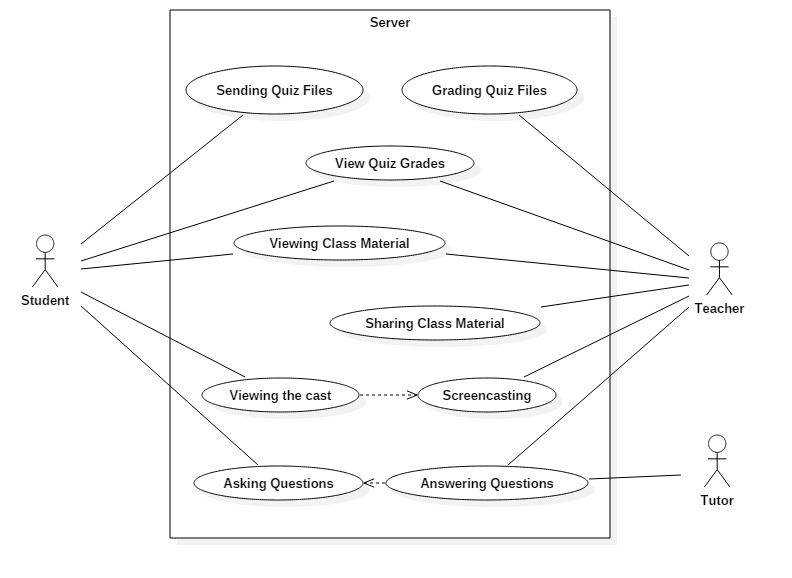 Server
Sending Quiz Files
Grading Quiz Files
View Quiz Grades
Viewing Class Material
Student
Teacher
Sharing Class Material
Viewing the cast
Screencasting
Asking Questions
Answering Questions
Tutor